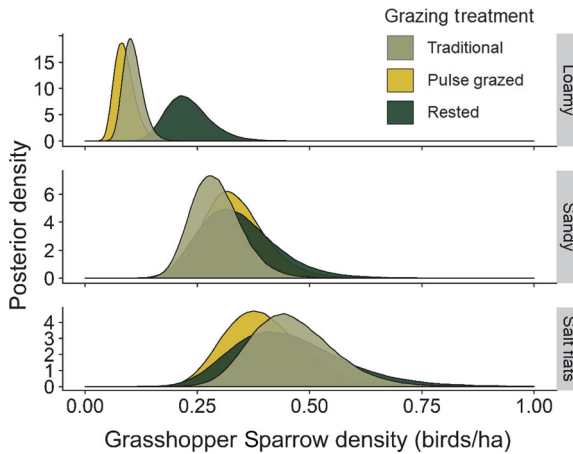 Grazing treatment
Traditional
Pulse grazed
Rested
Posterior density
15
10
5
0
Loamy
6
4
2
0
Sandy
4
3
2
1
0
Salt flats
0.00 0.25 0.50 0.75 1.00
Grasshopper Sparrow density (birds/ha)